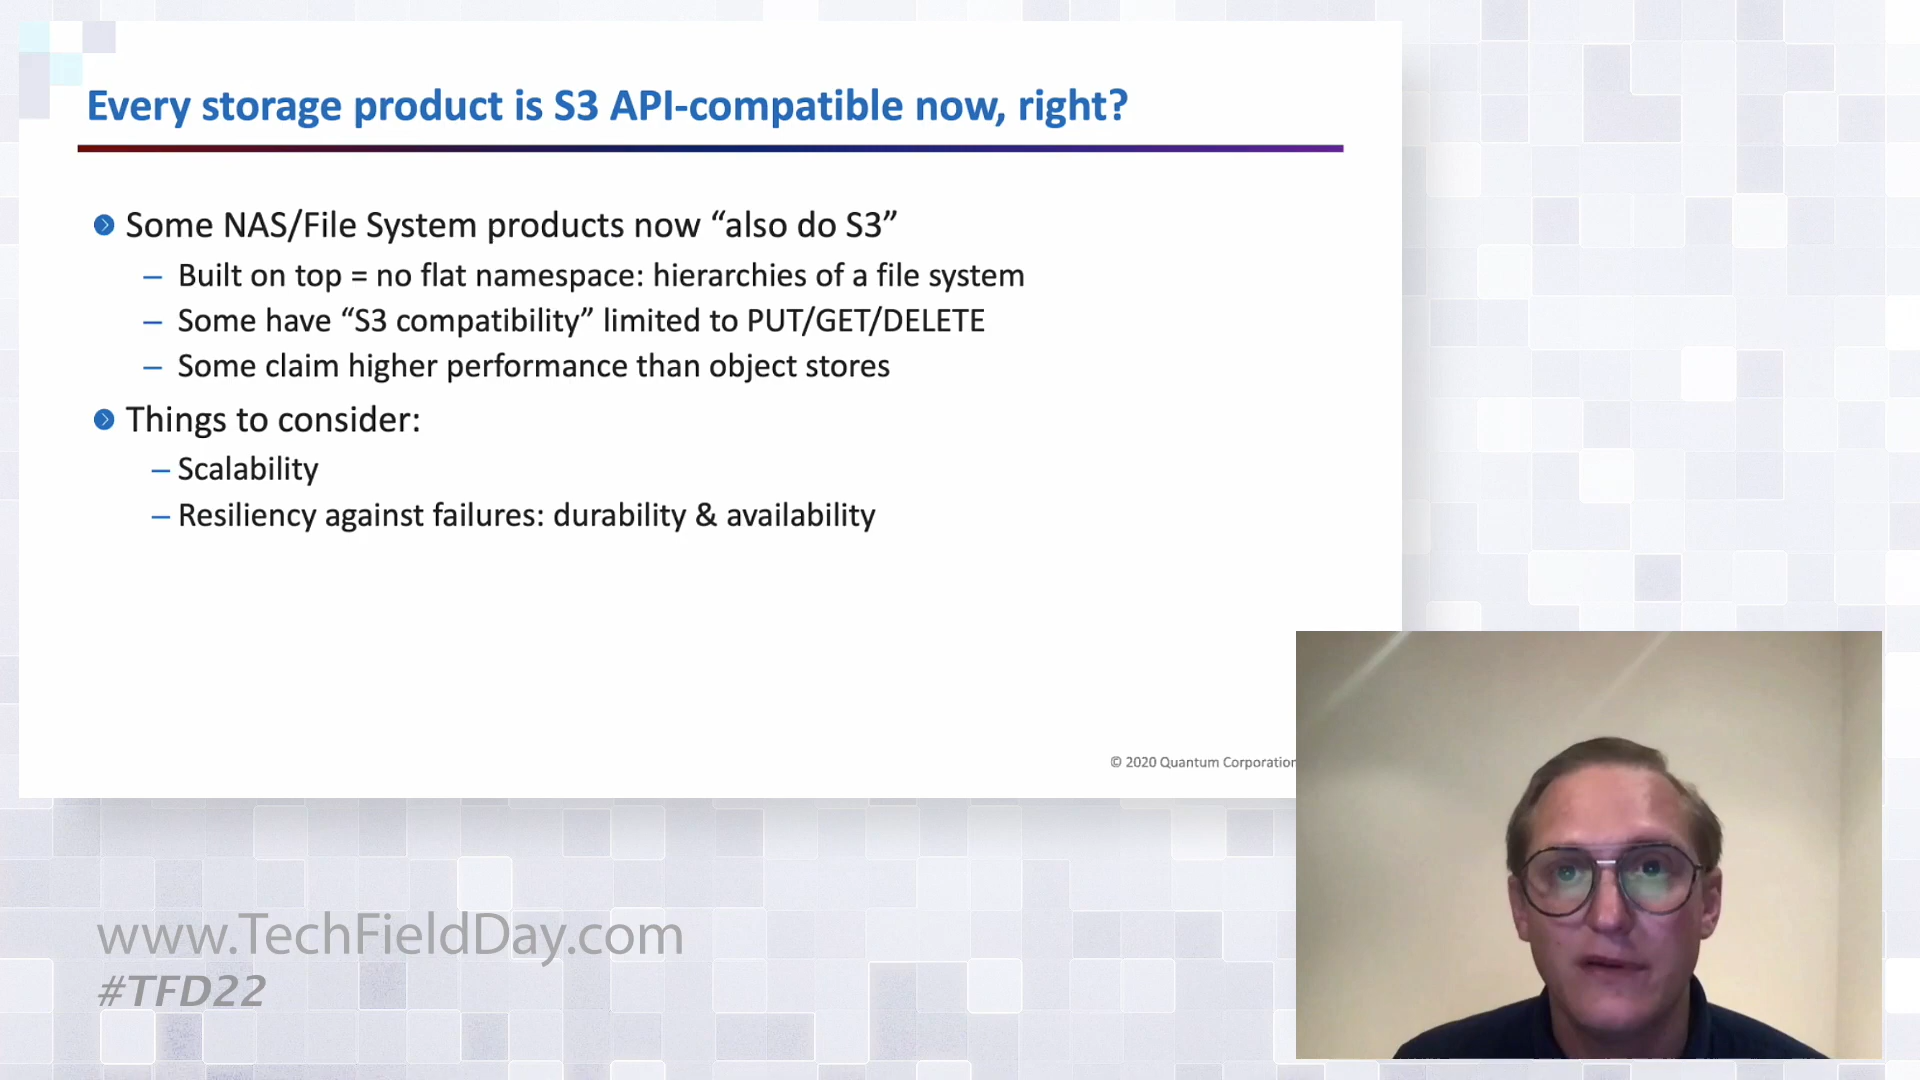 Every storage product is S3 API-compatible now, right?
Some NAS/File System products now “also do S3”
– Built on top = no flat namespace: hierarchies of a file system
– Some have “S3 compatibility” limited to PUT/GET/DELETE
– Some claim higher performance than object stores
Things to consider:
– Scalability
– Resiliency against failures: durability & availability
© 2020 Quantum Corporation
www.TechFieldDay.com
#TFD22